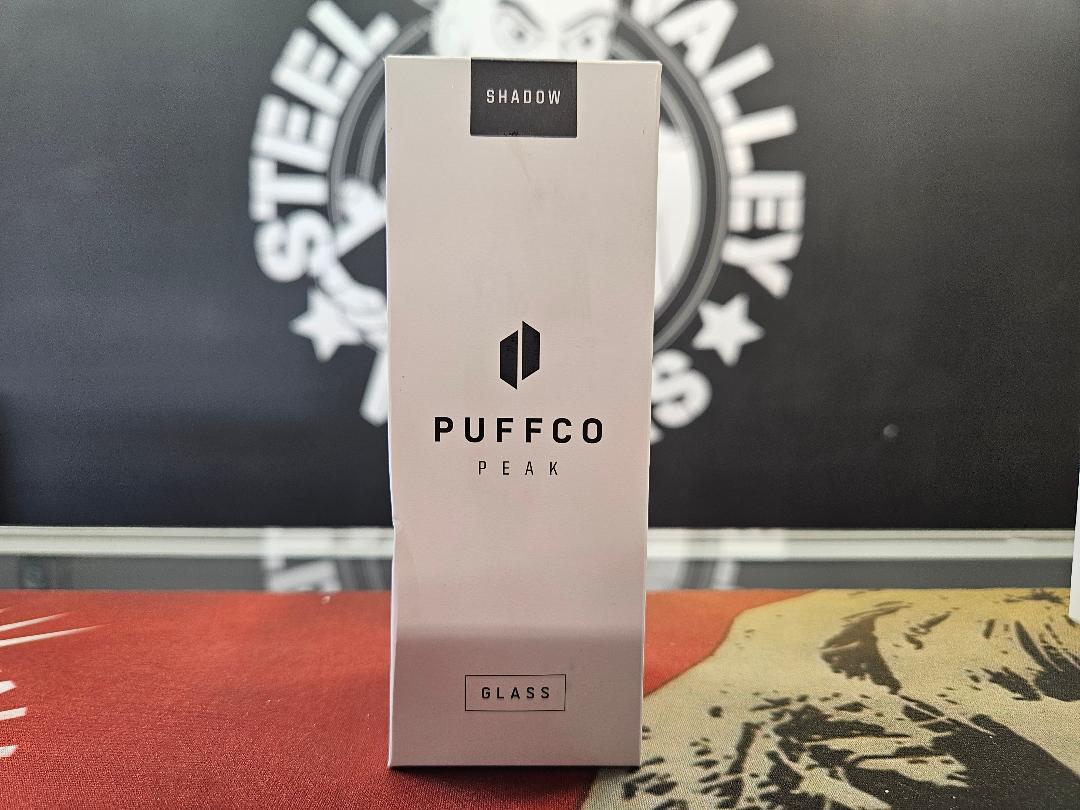 STEEL VALLEY
SHADOW
PUFFCO
PEAK
GLASS